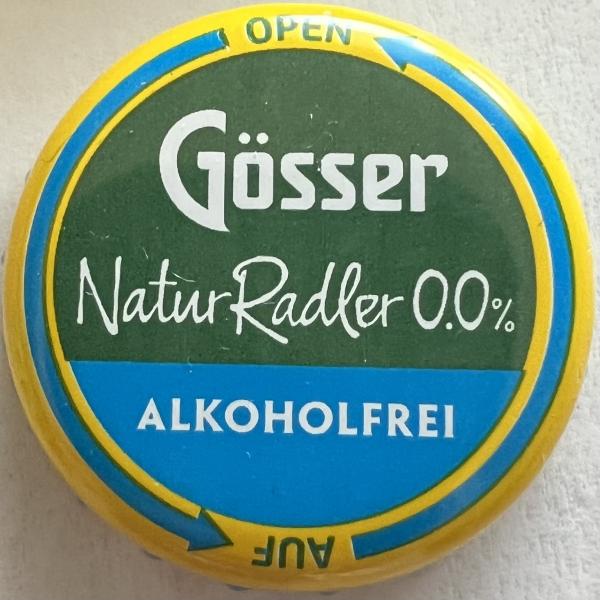 OPEN
Gösser
NaturRadler 0.0%
ALKOHOLFREI
AUF